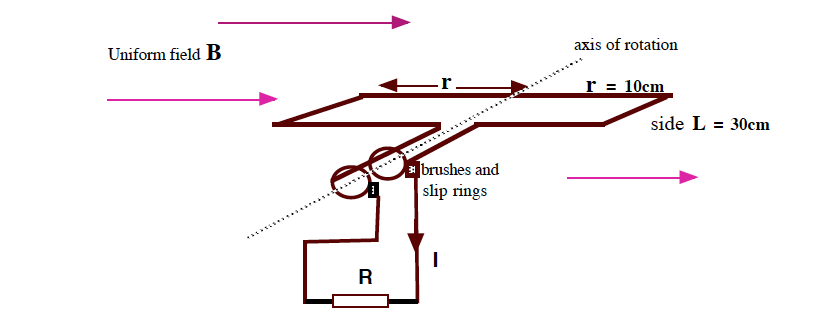 axis of rotation
Uniform field B
r
r = 10cm
side L = 30cm
brushes and
slip rings
I
R